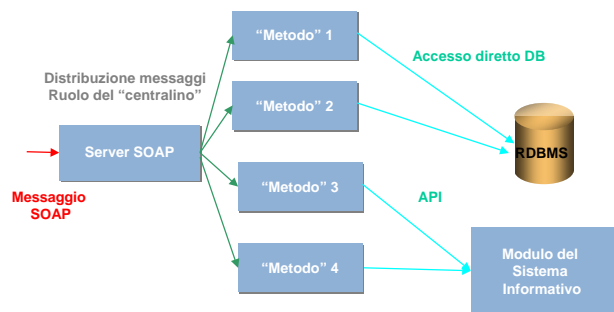 “Metodo” 1
Accesso diretto DB
Distribuzione messaggi
Ruolo del “centralino”
“Metodo” 2
Server SOAP
RDBMS
Messaggio
SOAP
“Metodo” 3
API
“Metodo” 4
Modulo del
Sistema
Informativo